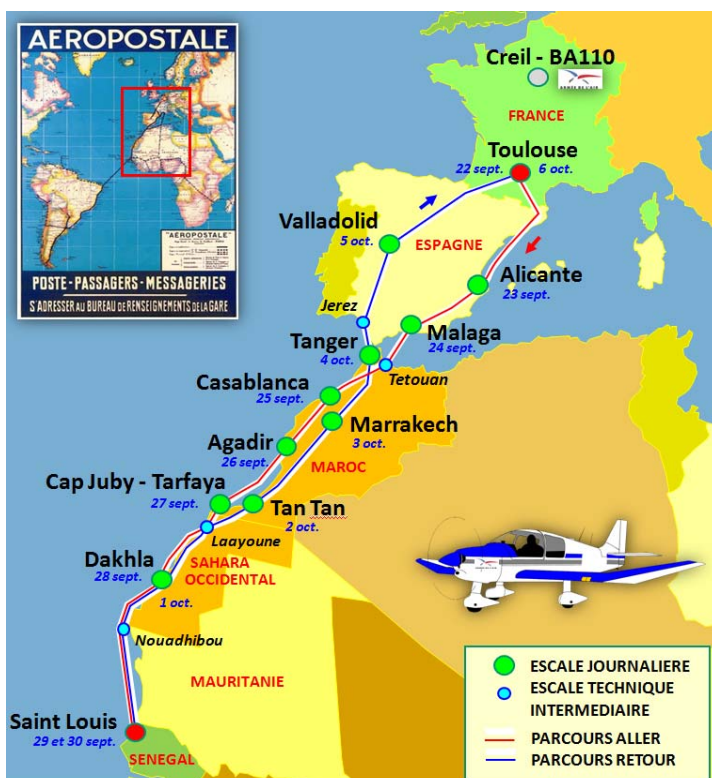 AEROPOSTALE
"AEROPOSTALE"
POSTE-PASSAGERS-MESSAGERIES
S'ADRESSER AU BUREAU DE RENSEIGNEMENTS DE LA GARE
Creil - BA110
ARMÉE DE L'AIR
FRANCE
Toulouse
22 sept.
6 oct.
Valladolid
5 oct.
ESPAGNE
Alicante
23 sept.
Jerez
Malaga
24 sept.
Tanger
4 oct.
Tetouan
Casablanca
25 sept.
Marrakech
3 oct.
Agadir
26 sept.
MAROC
Cap Juby - Tarfaya
27 sept.
Tan Tan
2 oct.
Laayoune
Dakhla
28 sept.
SAHARA
OCCIDENTAL
1 oct.
Nouadhibou
MAURITANIE
Saint Louis
29 et 30 sept.
SENEGAL
ESCALE JOURNALIERE
ESCALE TECHNIQUE
INTERMEDIAIRE
PARCOURS ALLER
PARCOURS RETOUR